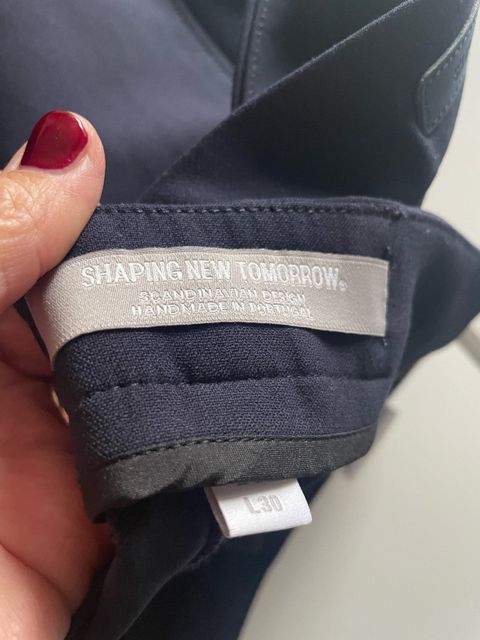 SHAPING NEW TOMORROW®
SCANDINAVIAN DESIGN
HANDMADE IN PORTUGAL
L30